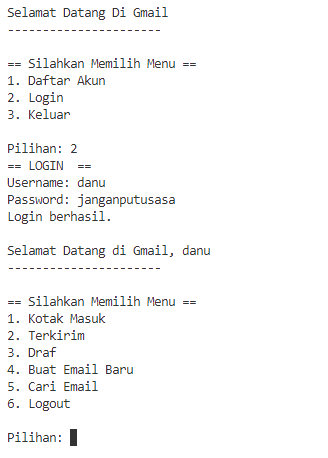 Selamat Datang Di Gmail
----------------------
== Silahkan Memilih Menu ==
1. Daftar Akun
2. Login
3. Keluar
Pilihan: 2
== LOGIN  ==
Username: danu
Password: janganputusasa
Login berhasil.
Selamat Datang di Gmail, danu
----------------------
== Silahkan Memilih Menu ==
1. Kotak Masuk
2. Terkirim
3. Draf
4. Buat Email Baru
5. Cari Email
6. Logout
Pilihan: